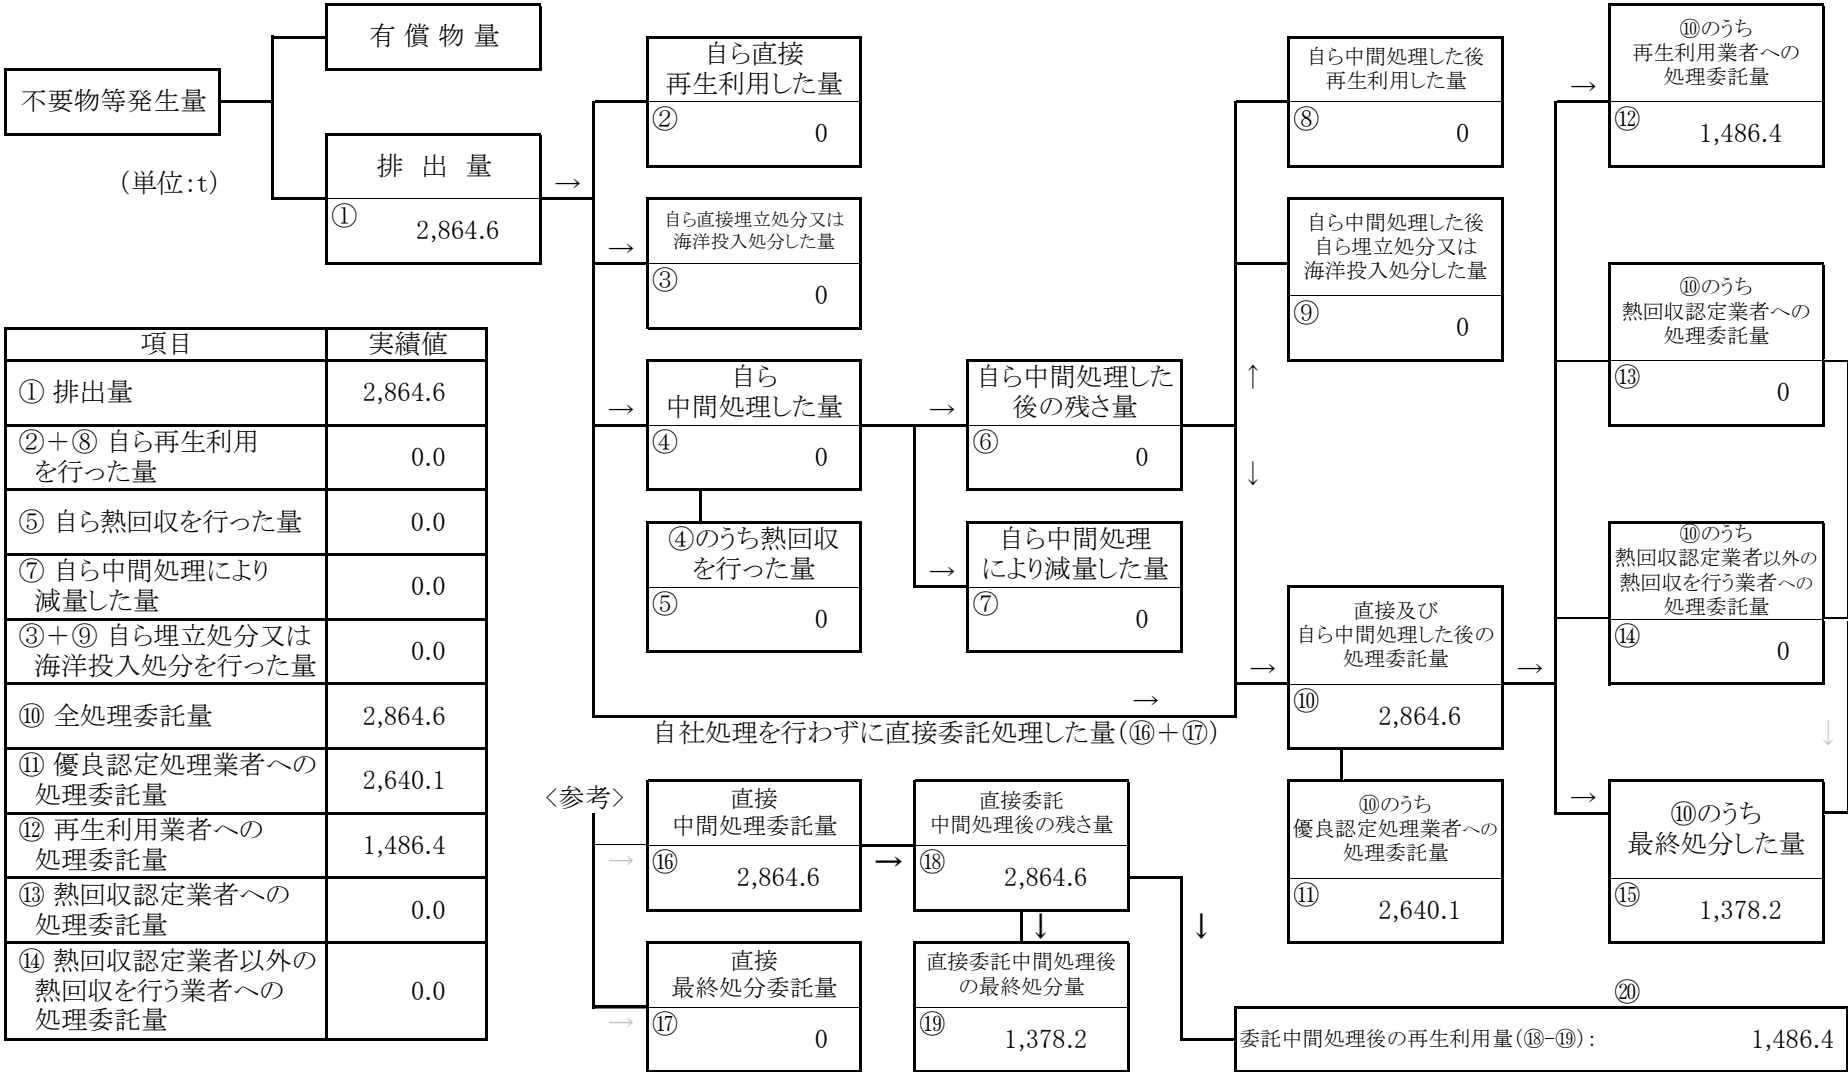 不要物等発生量
有 償 物 量
(単位:t)
排 出 量
①
2,864.6
→
自ら直接
再生利用した量
②
0
→
自ら直接埋立処分又は
海洋投入処分した量
③
0
→
自ら
中間処理した量
④
0
④のうち熱回収
を行った量
⑤
0
→
自ら中間処理した
後の残さ量
⑥
0
→
自ら中間処理
により減量した量
⑦
0
自ら中間処理した後
再生利用した量
⑧
0
自ら中間処理した後
自ら埋立処分又は
海洋投入処分した量
⑨
0
↑
↓
→
自社処理を行わずに直接委託処理した量(⑯+⑰)
→
直接及び
自ら中間処理した後の
処理委託量
⑩
2,864.6
→
⑩のうち
優良認定処理業者への
処理委託量
⑪
2,640.1
→
⑩のうち
再生利用業者への
処理委託量
⑫
1,486.4
⑩のうち
熱回収認定業者への
処理委託量
⑬
0
⑩のうち
熱回収認定業者以外の
熱回収を行う業者への
処理委託量
⑭
0
↓
→
⑩のうち
最終処分した量
⑮
1,378.2
項目 実績値
① 排出量 2,864.6
②+⑧ 自ら再生利用
を行った量 0.0
⑤ 自ら熱回収を行った量 0.0
⑦ 自ら中間処理により
減量した量 0.0
③+⑨ 自ら埋立処分又は
海洋投入処分を行った量 0.0
⑩ 全処理委託量 2,864.6
⑪ 優良認定処理業者への
処理委託量 2,640.1
⑫ 再生利用業者への
処理委託量 1,486.4
⑬ 熱回収認定業者への
処理委託量 0.0
⑭ 熱回収認定業者以外の
熱回収を行う業者への
処理委託量 0.0
〈参考〉
→
直接
中間処理委託量
⑯
2,864.6
→
直接委託
中間処理後の残さ量
⑱
2,864.6
↓
↓
→
直接
最終処分委託量
⑰
0
直接委託中間処理後
の最終処分量
⑲
1,378.2
⑳
委託中間処理後の再生利用量(⑱-⑲): 1,486.4